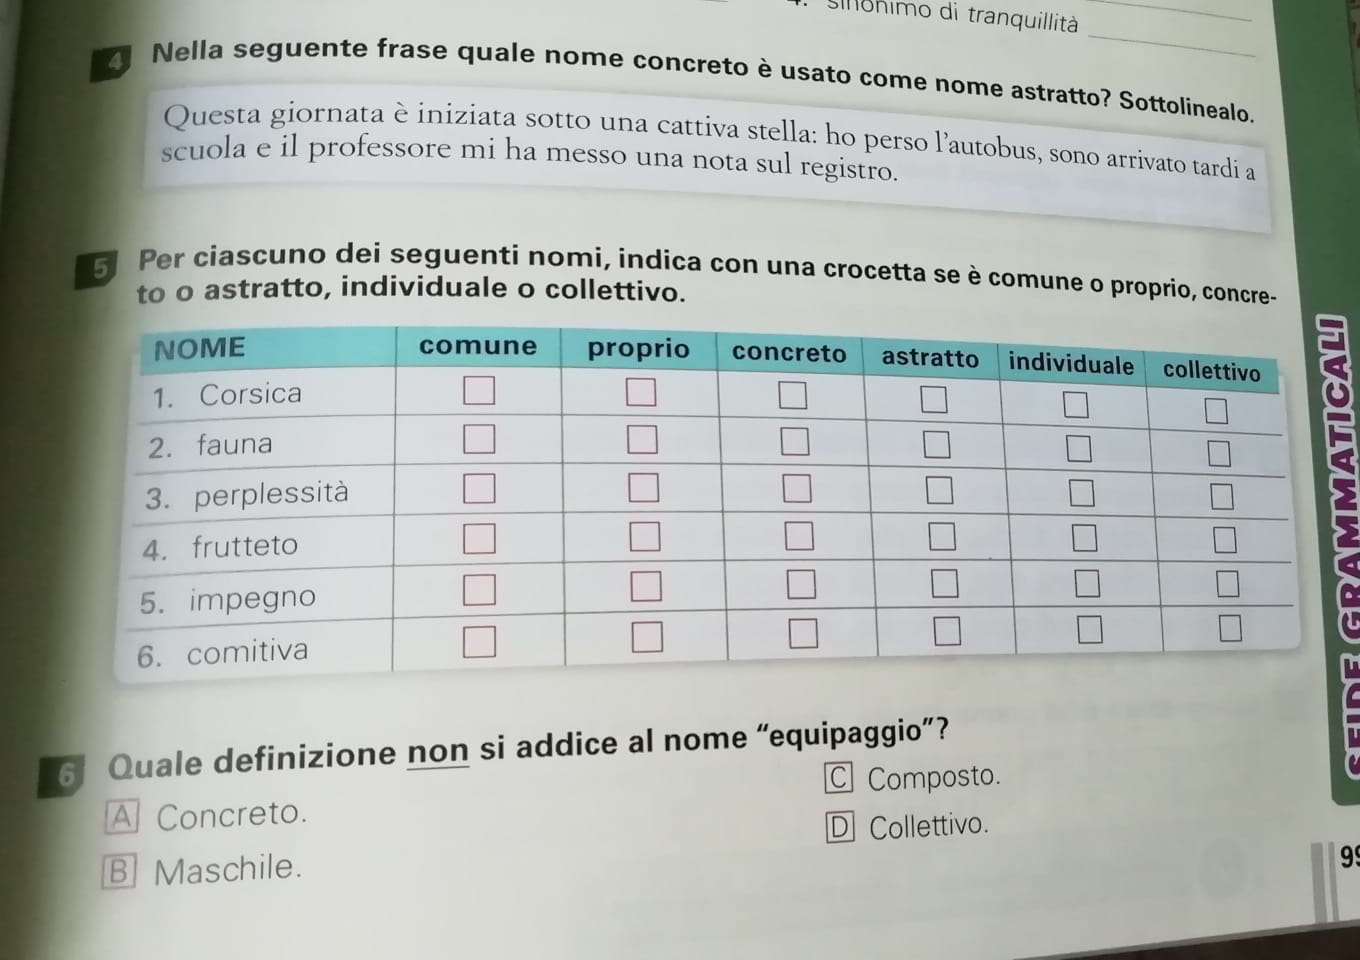 sinonimo di tranquillità
4 Nella seguente frase quale nome concreto è usato come nome astratto? Sottolinealo.
Questa giornata è iniziata sotto una cattiva stella: ho perso l'autobus, sono arrivato tardi a
scuola e il professore mi ha messo una nota sul registro.
5 Per ciascuno dei seguenti nomi, indica con una crocetta se è comune o proprio, concre-
to o astratto, individuale o collettivo.
NOME comune proprio concreto astratto individuale collettivo
1. Corsica
2. fauna
3. perplessità
4. frutteto
5. impegno
6. comitiva
6 Quale definizione non si addice al nome "equipaggio"?
A Concreto.
B Maschile.
C Composto.
D Collettivo.
GRAMMATICALI